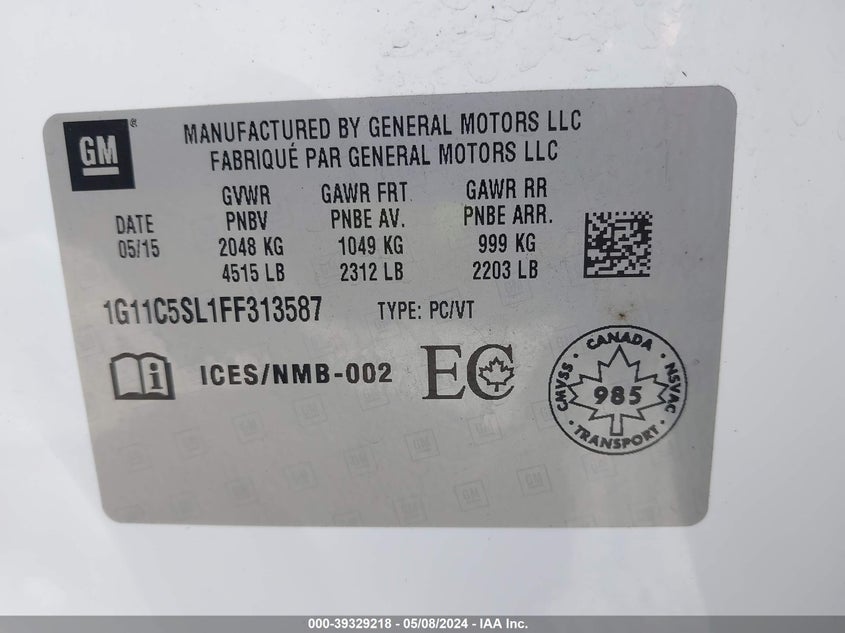 GM ®
MANUFACTURED BY GENERAL MOTORS LLC
FABRIQUÉ PAR GENERAL MOTORS LLC
GVWR GAWR FRT GAWR RR
DATE PNBV PNBE AV. PNBE ARR.
05/15 2048 KG 1049 KG 999 KG
4515 LB 2312 LB 2203 LB
1G11C5SL1FF313587 TYPE: PC/VT
i ICES/NMB-002 EC
CANADA
CMVSS 985 NSVAC
TRANSPORT
000-39329218 - 05/08/2024 - IAA Inc.